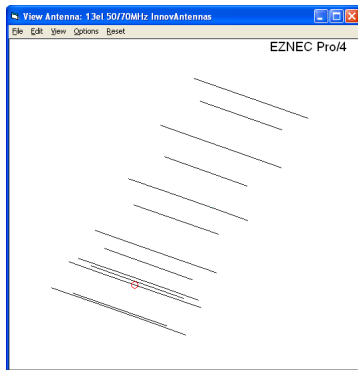 View Antenna: 13el 50/70MHz InnovAntennas
File Edit View Options Reset
EZNEC Pro/4